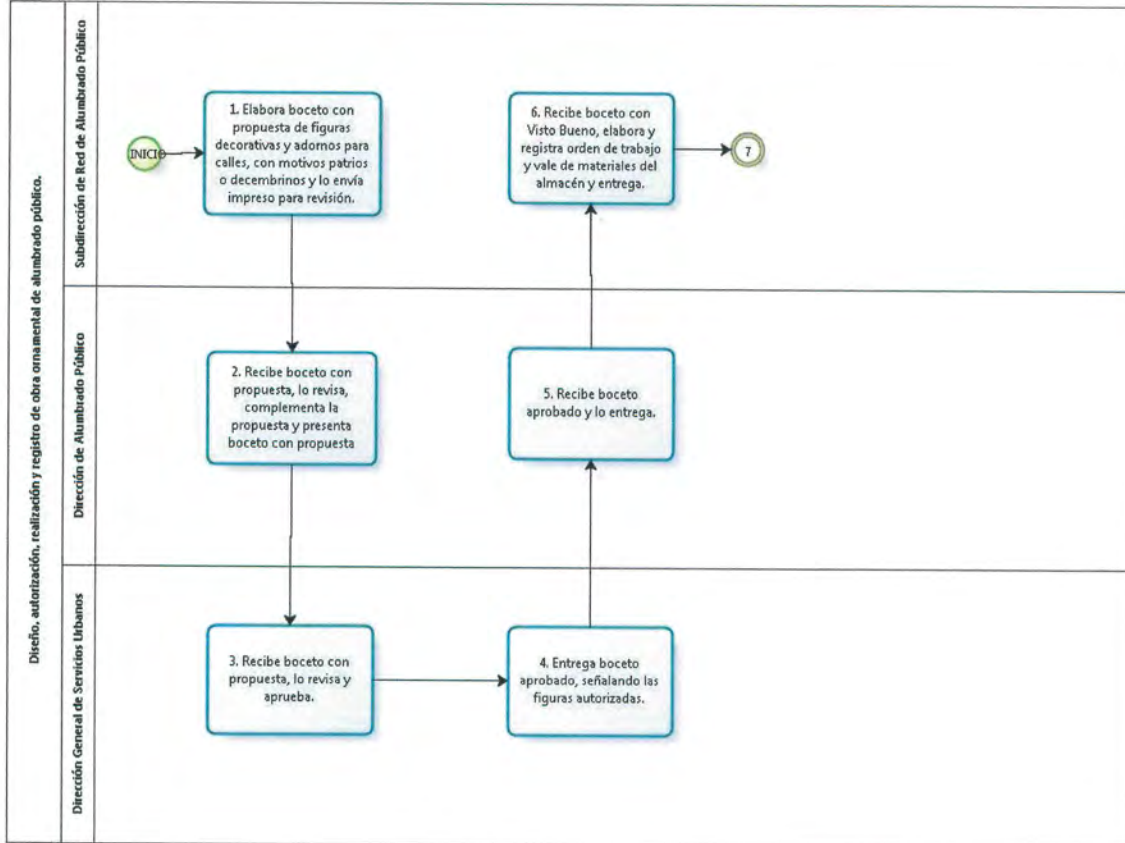 Diseño, autorización, realización y registro de obra ornamental de alumbrado público.
Subdirección de Red de Alumbrado Público
INICIO
1. Elabora boceto con
propuesta de figuras
decorativas y adornos para
calles, con motivos patrios
o decembrinos y lo envía
impreso para revisión.
6. Recibe boceto con
Visto Bueno, elabora y
registra orden de trabajo
y vale de materiales del
almacén y entrega.
7
Dirección de Alumbrado Público
2. Recibe boceto con
propuesta, lo revisa,
complementa la
propuesta y presenta
boceto con propuesta
5. Recibe boceto
aprobado y lo entrega.
Dirección General de Servicios Urbanos
3. Recibe boceto con
propuesta, lo revisa y
aprueba.
4. Entrega boceto
aprobado, señalando las
figuras autorizadas.